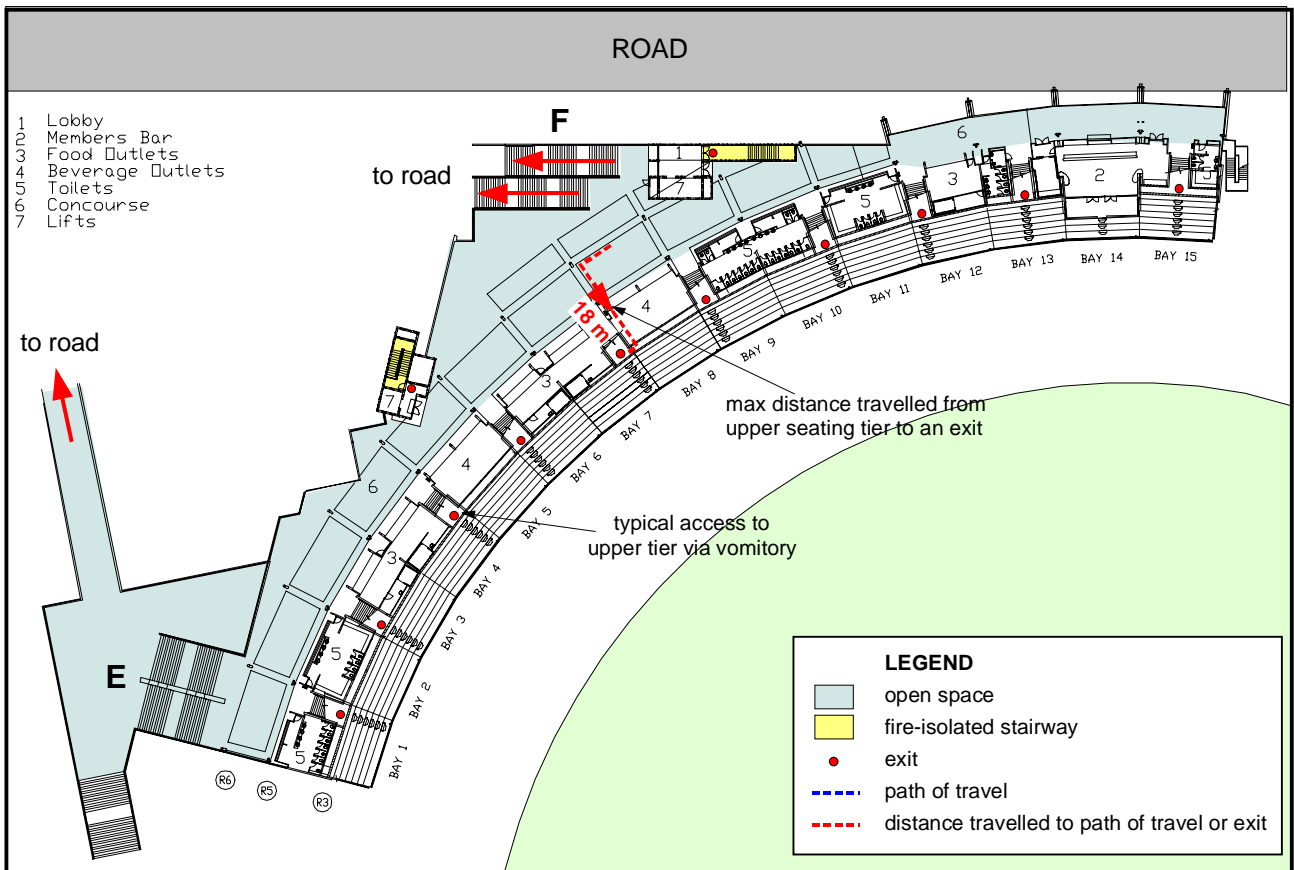 ROAD
1 Lobby
2 Members Bar
3 Food Outlets
4 Beverage Outlets
5 Toilets
6 Concourse
7 Lifts
F
to road
to road
E
1
7
6
3
2
5
5
5
4
3
4
3
5
5
6
7
18 m
max distance travelled from
upper seating tier to an exit
typical access to
upper tier via vomitory
BAY 1
BAY 2
BAY 3
BAY 4
BAY 5
BAY 6
BAY 7
BAY 8
BAY 9
BAY 10
BAY 11
BAY 12
BAY 13
BAY 14
BAY 15
R6
R5
R3
LEGEND
open space
fire-isolated stairway
exit
path of travel
distance travelled to path of travel or exit